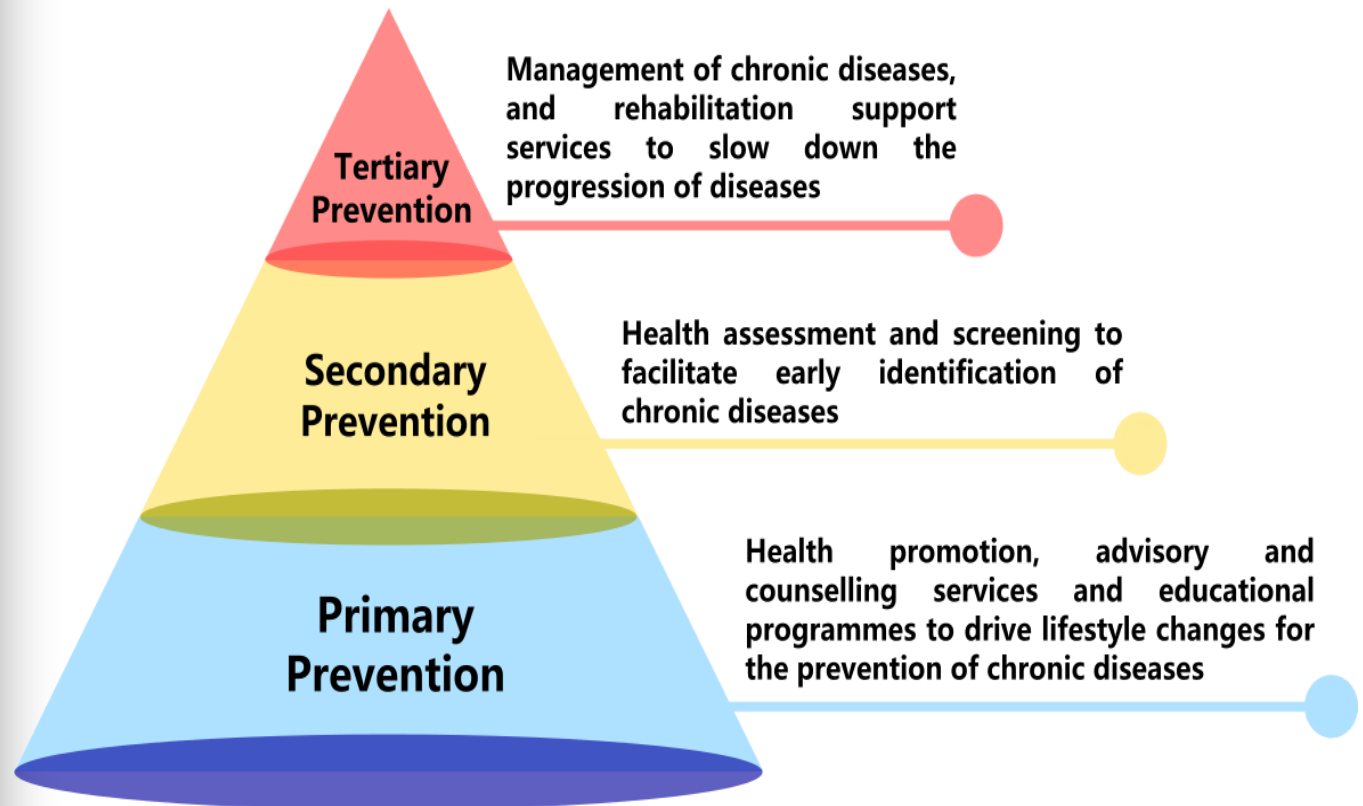 Management of chronic diseases,
and rehabilitation support
services to slow down the
progression of diseases
Tertiary
Prevention
Health assessment and screening to
facilitate early identification of
chronic diseases
Secondary
Prevention
Health promotion, advisory and
counselling services and educational
programmes to drive lifestyle changes for
the prevention of chronic diseases
Primary
Prevention